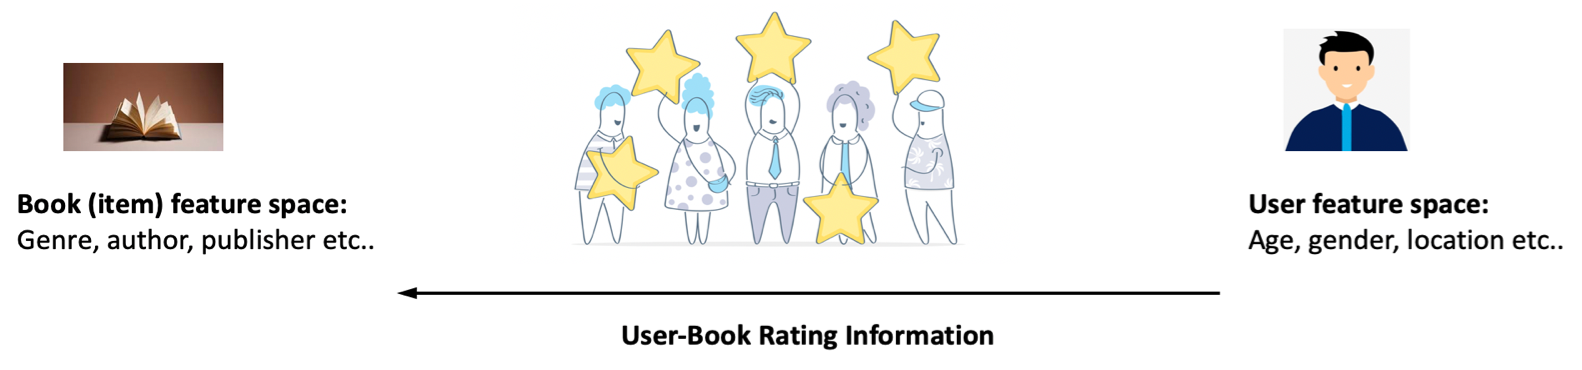 Book (item) feature space:
Genre, author, publisher etc..
User feature space:
Age, gender, location etc..
User-Book Rating Information